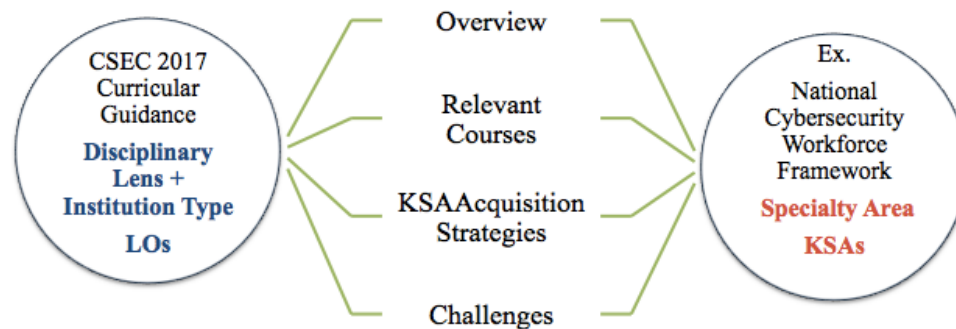 CSEC 2017
Curricular
Guidance
Disciplinary
Lens +
Institution Type
LOs
Overview
Relevant
Courses
KSAAcquisition
Strategies
Challenges
Ex.
National
Cybersecurity
Workforce
Framework
Specialty Area
KSAs